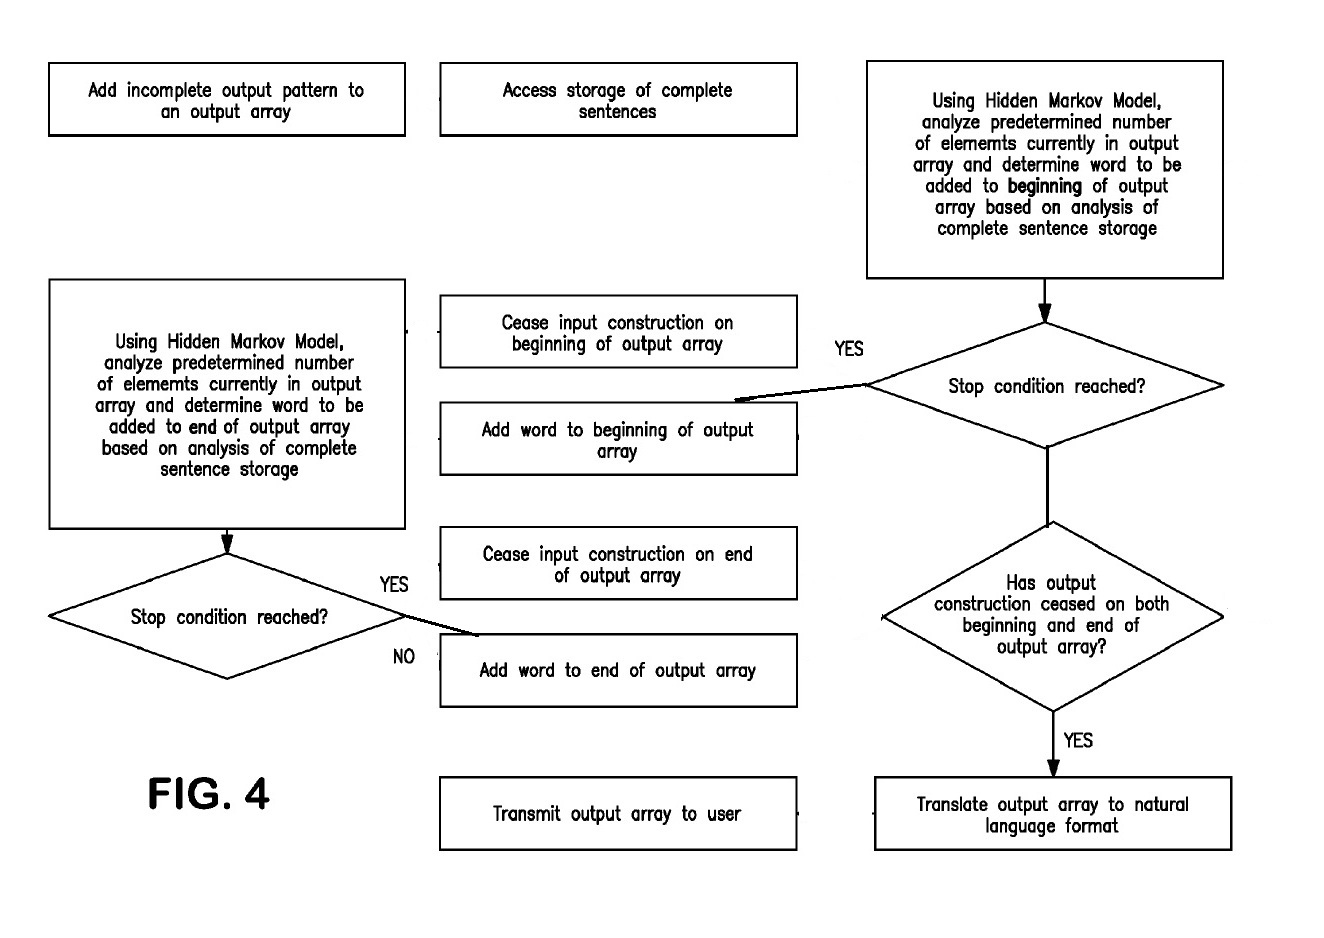 Add incomplete output pattern to
an output array
Access storage of complete
sentences
Using Hidden Markov Model,
analyze predetermined number
of elememts currently in output
array and determine word to be
added to beginning of output
array based on analysis of
complete sentence storage
Using Hidden Markov Model,
analyze predetermined number
of elememts currently in output
array and determine word to be
added to end of output array
based on analysis of complete
sentence storage
Cease input construction on
beginning of output array
YES
Stop condition reached?
Add word to beginning of output
array
Cease input construction on end
of output array
YES
Stop condition reached?
NO
Add word to end of output array
Has output
construction ceased on both
beginning and end of
output array?
YES
FIG. 4
Transmit output array to user
Translate output array to natural
language format